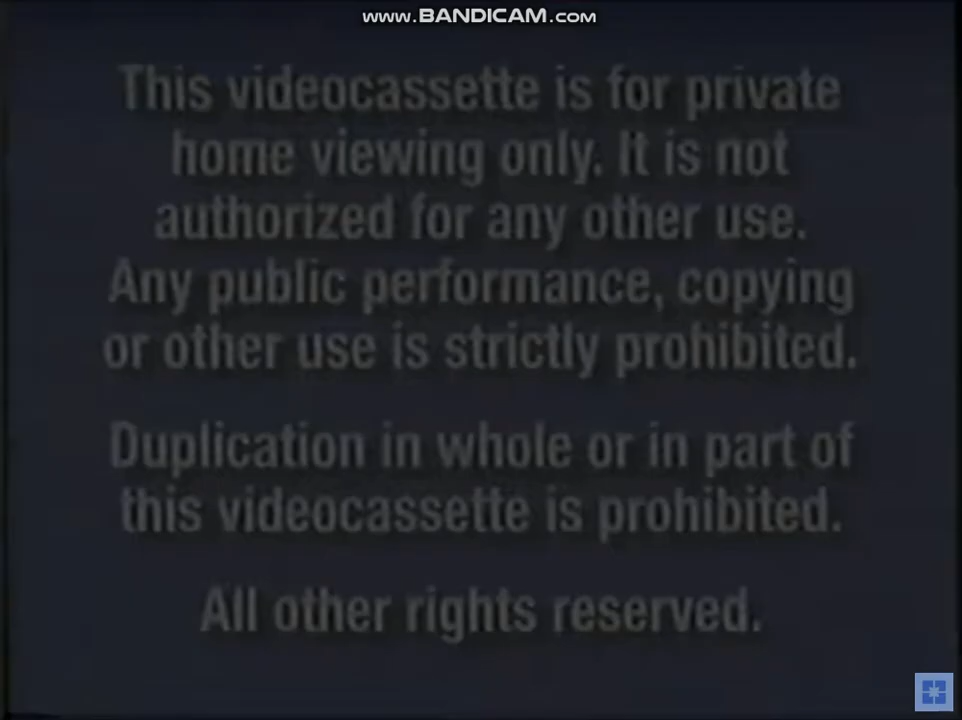 www.BANDICAM.com
This videocassette is for private
home viewing only. It is not
authorized for any other use.
Any public performance, copying
or other use is strictly prohibited.
Duplication in whole or in part of
this videocassette is prohibited.
All other rights reserved.